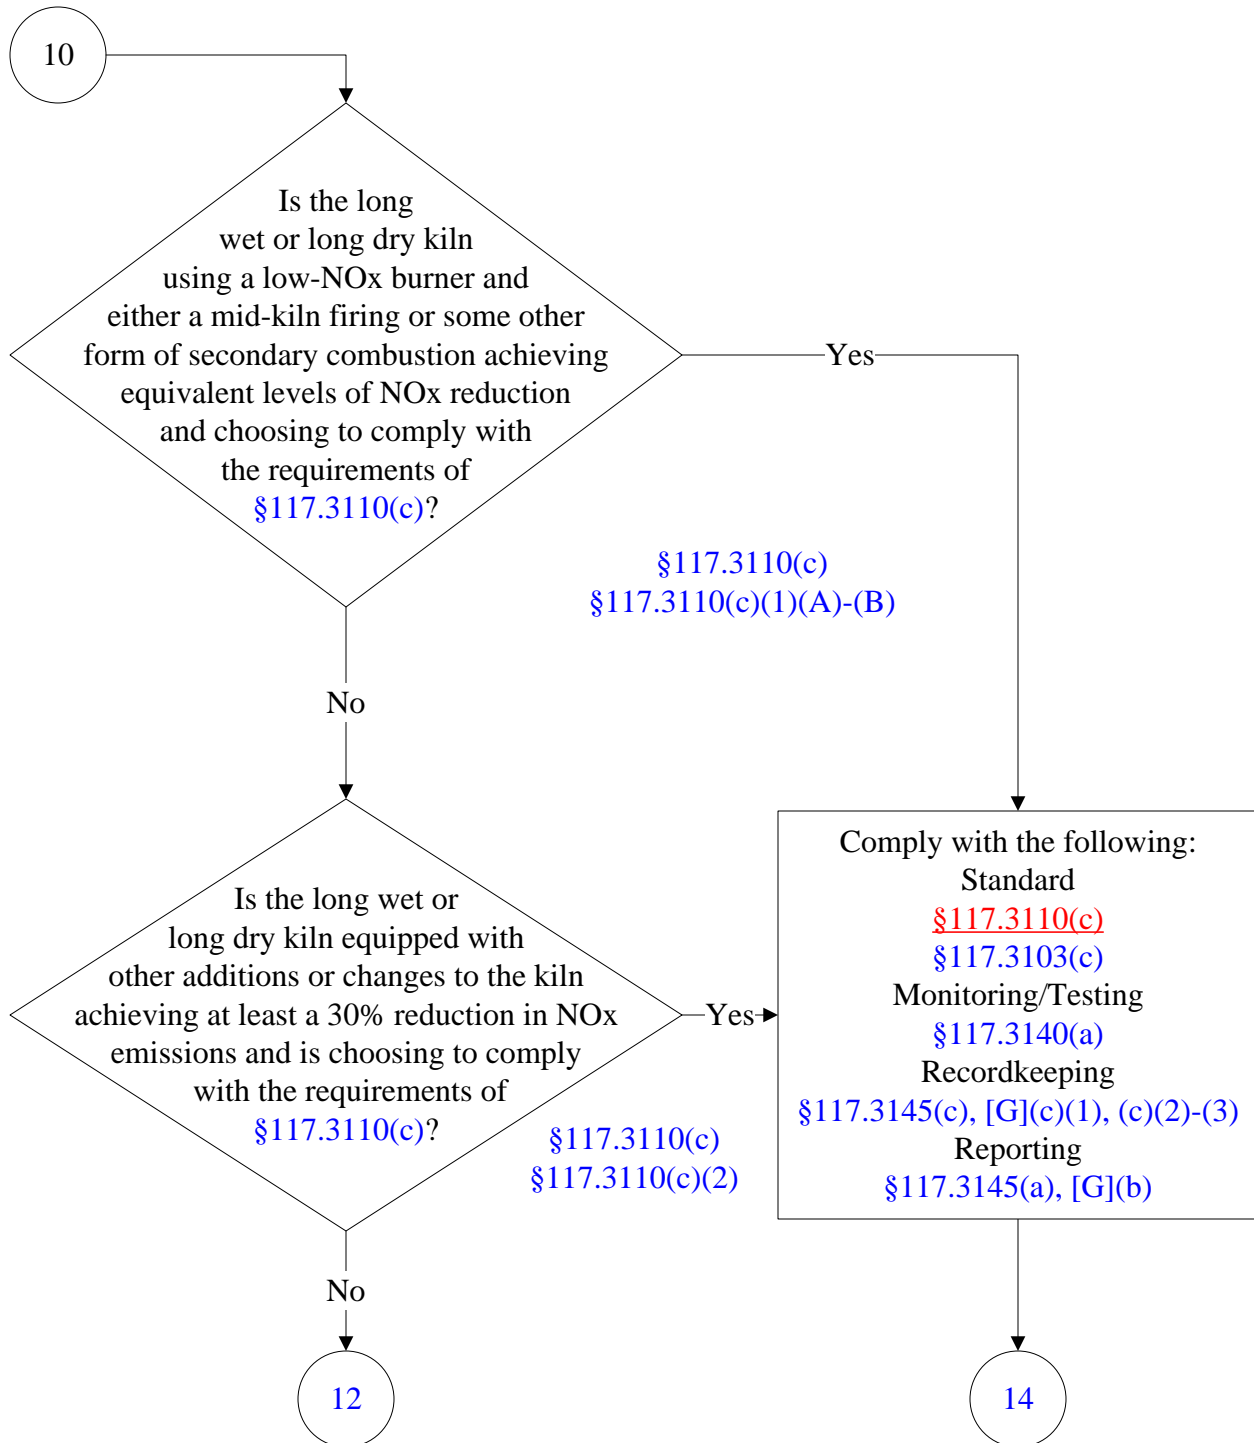 10
Is the long
wet or long dry kiln
using a low-NOx burner and
either a mid-kiln firing or some other
form of secondary combustion achieving
equivalent levels of NOx reduction
and choosing to comply with
the requirements of
§117.3110(c)?
Yes
§117.3110(c)
§117.3110(c)(1)(A)-(B)
No
Is the long wet or
long dry kiln equipped with
other additions or changes to the kiln
achieving at least a 30% reduction in NOx
emissions and is choosing to comply
with the requirements of
§117.3110(c)?
Yes
§117.3110(c)
§117.3110(c)(2)
Comply with the following:
Standard
§117.3110(c)
§117.3103(c)
Monitoring/Testing
§117.3140(a)
Recordkeeping
§117.3145(c), [G](c)(1), (c)(2)-(3)
Reporting
§117.3145(a), [G](b)
No
12
14